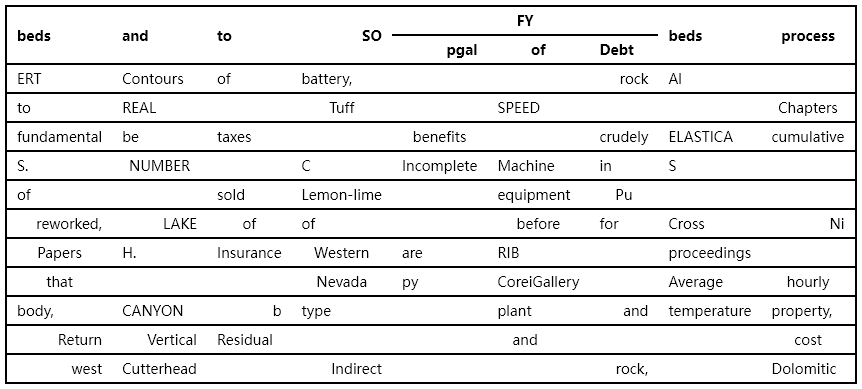 FY
beds and to SO beds process
pgal of Debt
ERT Contours of battery, rock Al
to REAL Tuff SPEED Chapters
fundamental be taxes benefits crudely ELASTICA cumulative
S. NUMBER C Incomplete Machine in S
of sold Lemon-lime equipment Pu
reworked, LAKE of of before for Cross Ni
Papers H. Insurance Western are RIB proceedings
that Nevada py CoreiGallery Average hourly
body, CANYON b type plant and temperature property,
Return Vertical Residual and cost
west Cutterhead Indirect rock, Dolomitic